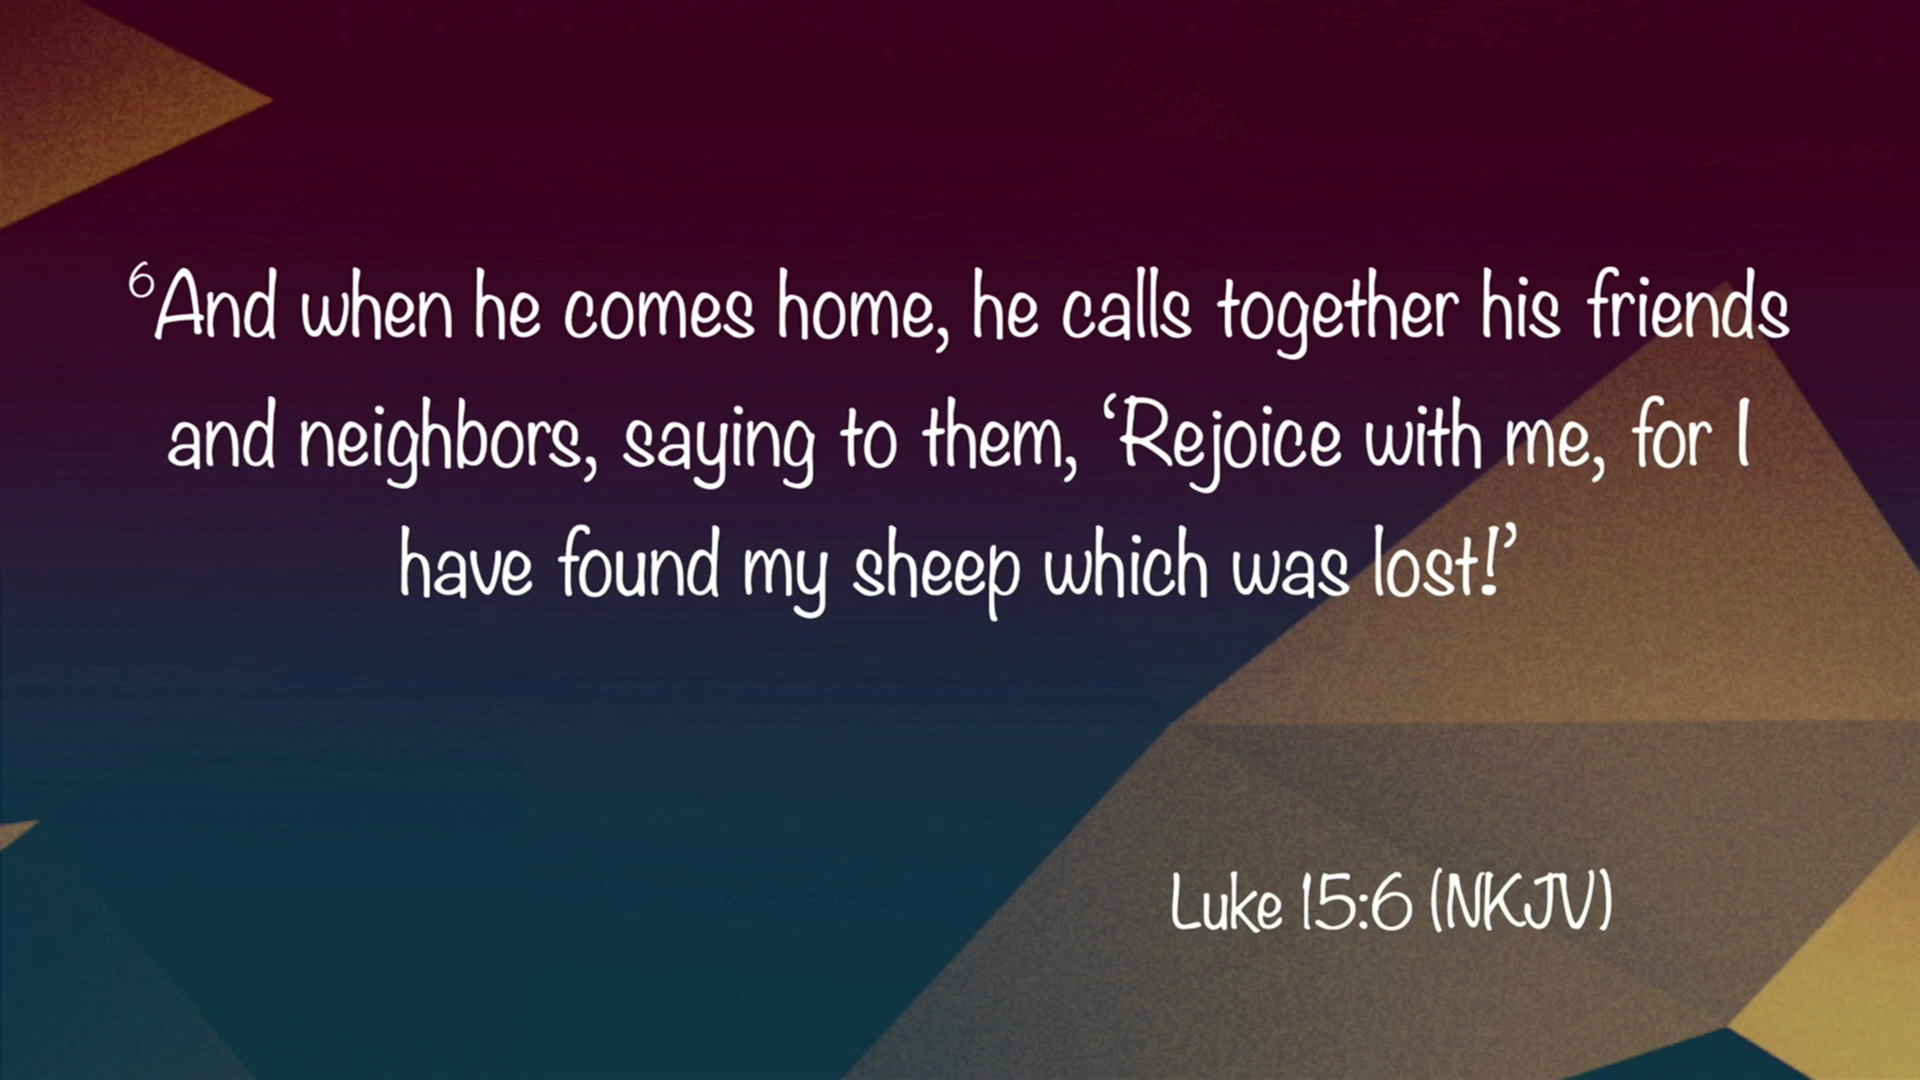 ⁶And when he comes home, he calls together his friends
and neighbors, saying to them, ‘Rejoice with me, for I
have found my sheep which was lost!’
Luke 15:6 (NKJV)